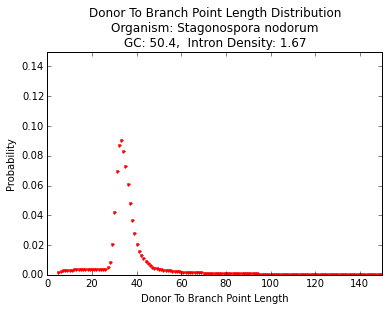 Donor To Branch Point Length Distribution
Organism: Stagonospora nodorum
GC: 50.4,  Intron Density: 1.67
0.14
0.12
0.10
0.08
0.06
0.04
0.02
0.00
Probability
0 20 40 60 80 100 120 140
Donor To Branch Point Length